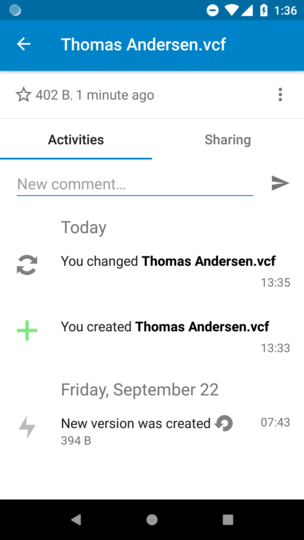 1:36
Thomas Andersen.vcf
402 B, 1 minute ago
Activities
Sharing
New comment…
Today
You changed Thomas Andersen.vcf
13:35
You created Thomas Andersen.vcf
13:33
Friday, September 22
New version was created
07:43
394 B